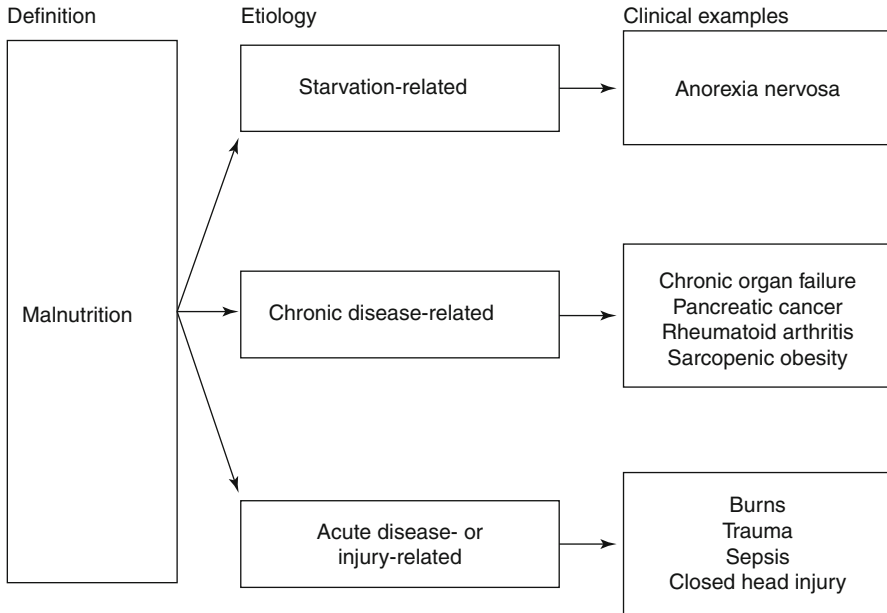 Definition
Etiology
Clinical examples
Malnutrition
Starvation-related
Anorexia nervosa
Chronic disease-related
Chronic organ failure
Pancreatic cancer
Rheumatoid arthritis
Sarcopenic obesity
Acute disease- or
injury-related
Burns
Trauma
Sepsis
Closed head injury